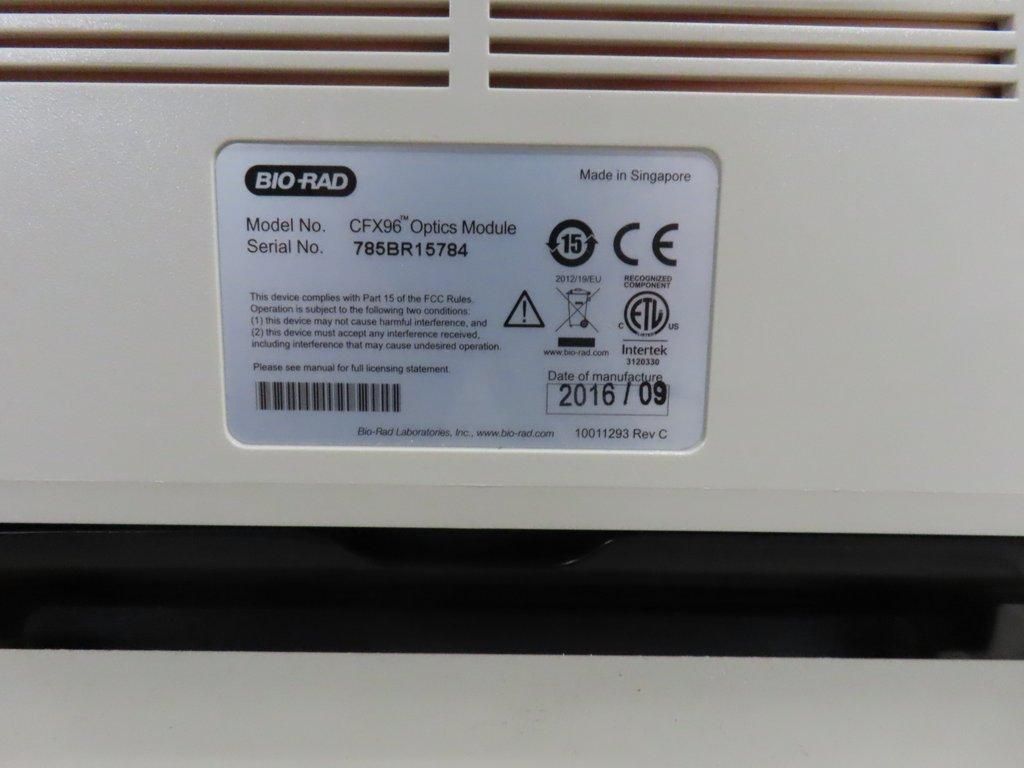 BIO-RAD
Made in Singapore
Model No. CFX96™ Optics Module
Serial No. 785BR15784
15
CE
2012/19/EU
RECOGNIZED
COMPONENT
C ETL US
Intertek
3120330
www.bio-rad.com
This device complies with Part 15 of the FCC Rules.
Operation is subject to the following two conditions:
(1) this device may not cause harmful interference, and
(2) this device must accept any interference received,
including interference that may cause undesired operation.
Please see manual for full licensing statement.
Date of manufacture
2016 / 09
Bio-Rad Laboratories, Inc., www.bio-rad.com
10011293 Rev C